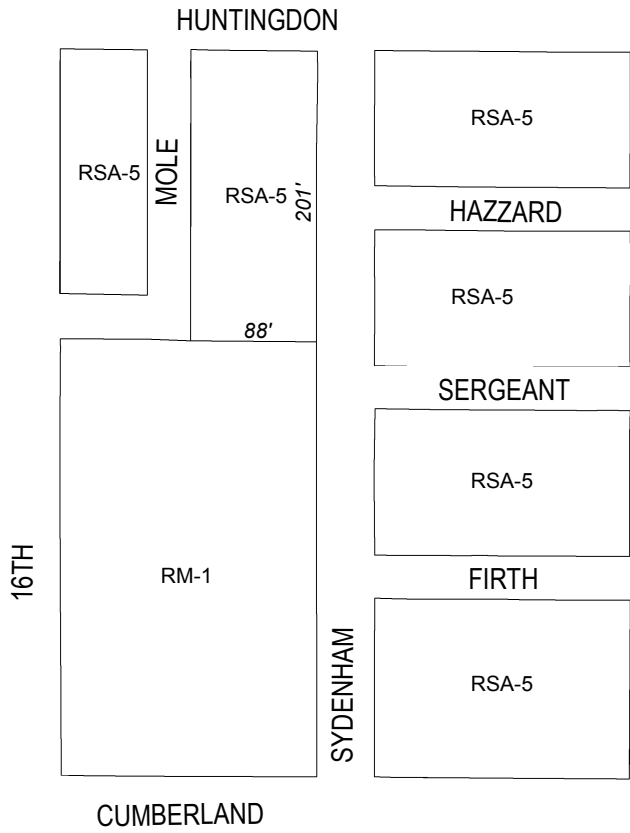 HUNTINGDON
RSA-5
MOLE
RSA-5
201'
88'
RSA-5
HAZZARD
RSA-5
SERGEANT
RSA-5
FIRTH
RSA-5
16TH
RM-1
SYDENHAM
CUMBERLAND